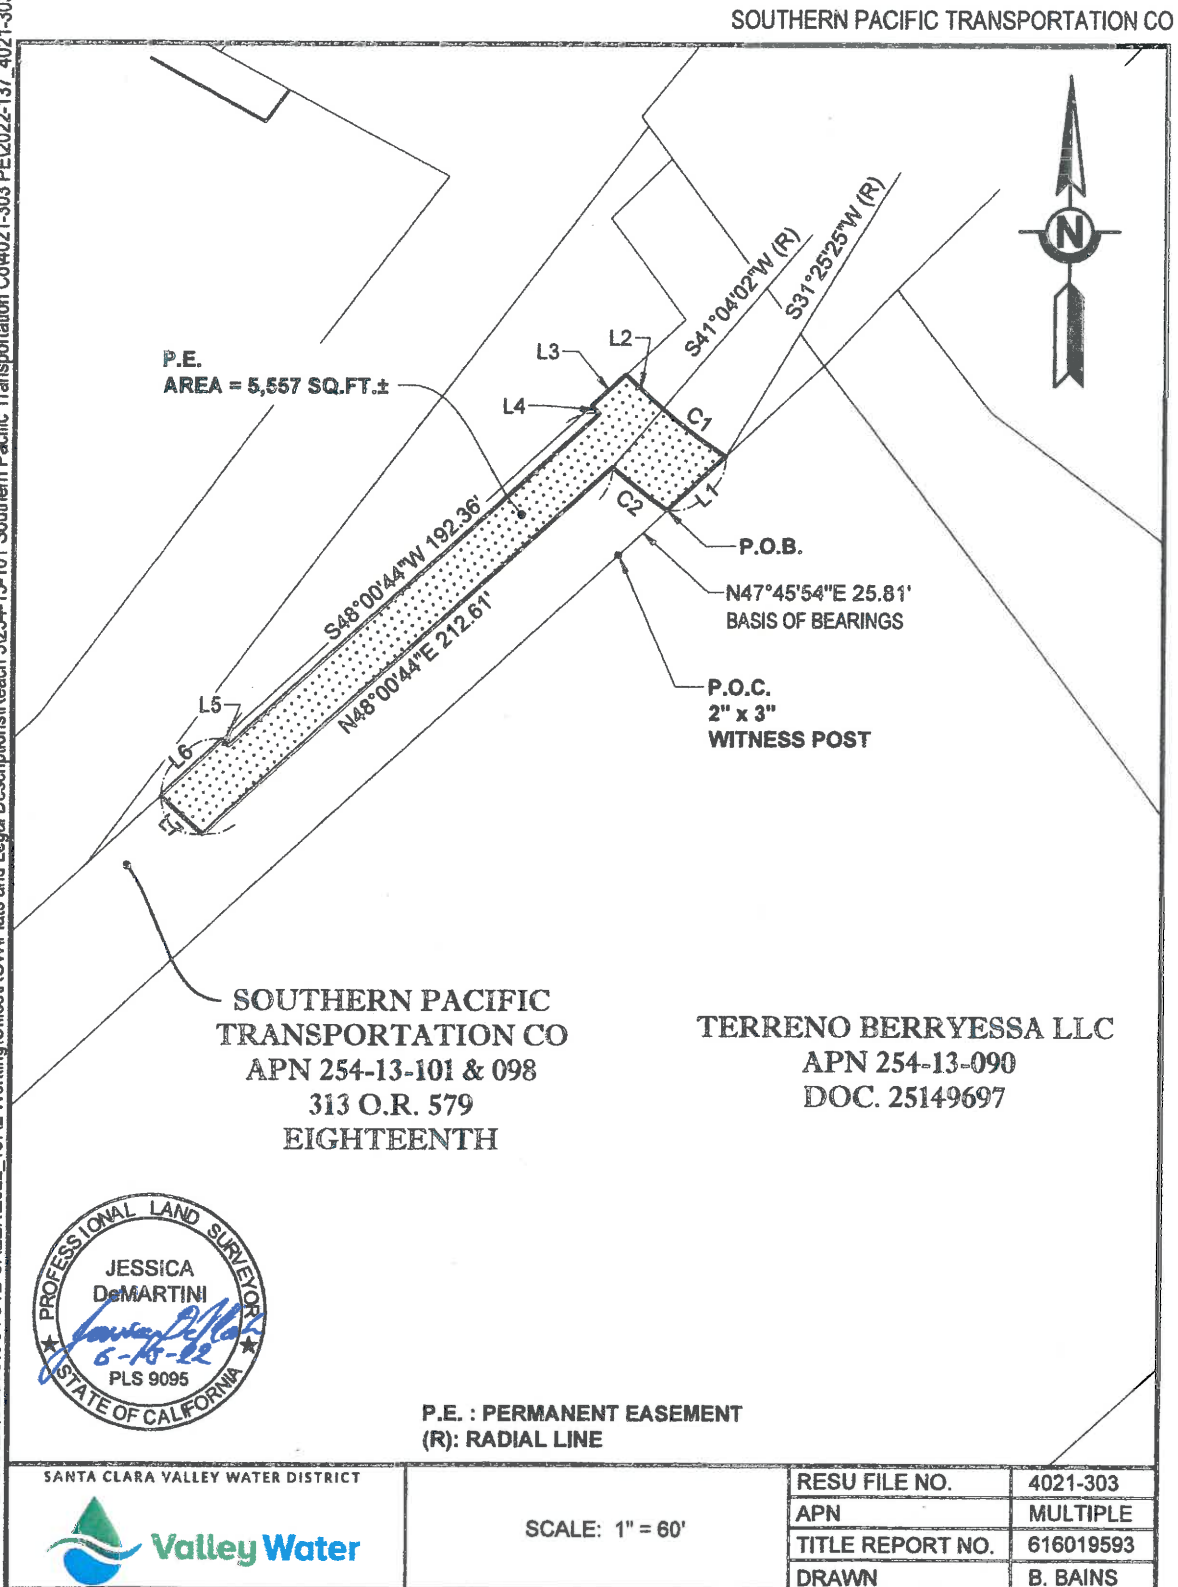 SOUTHERN PACIFIC TRANSPORTATION CO
N
S31°25'25"W (R)
S41°04'02"W (R)
L2
L3
L4
C1
P.E.
AREA = 5,557 SQ.FT.±
L1
C2
P.O.B.
N47°45'54"E 25.81'
BASIS OF BEARINGS
S48°00'44"W 192.36'
N48°00'44"E 212.61'
P.O.C.
2" x 3"
WITNESS POST
L5
L6
SOUTHERN PACIFIC
TRANSPORTATION CO
APN 254-13-101 & 098
313 O.R. 579
EIGHTEENTH
TERRENO BERRYESSA LLC
APN 254-13-090
DOC. 25149697
PROFESSIONAL LAND SURVEYOR
JESSICA
DeMARTINI
PLS 9095
STATE OF CALIFORNIA
P.E. : PERMANENT EASEMENT
(R): RADIAL LINE
SANTA CLARA VALLEY WATER DISTRICT
Valley Water
SCALE: 1" = 60'
RESU FILE NO. 4021-303
APN MULTIPLE
TITLE REPORT NO. 616019593
DRAWN B. BAINS